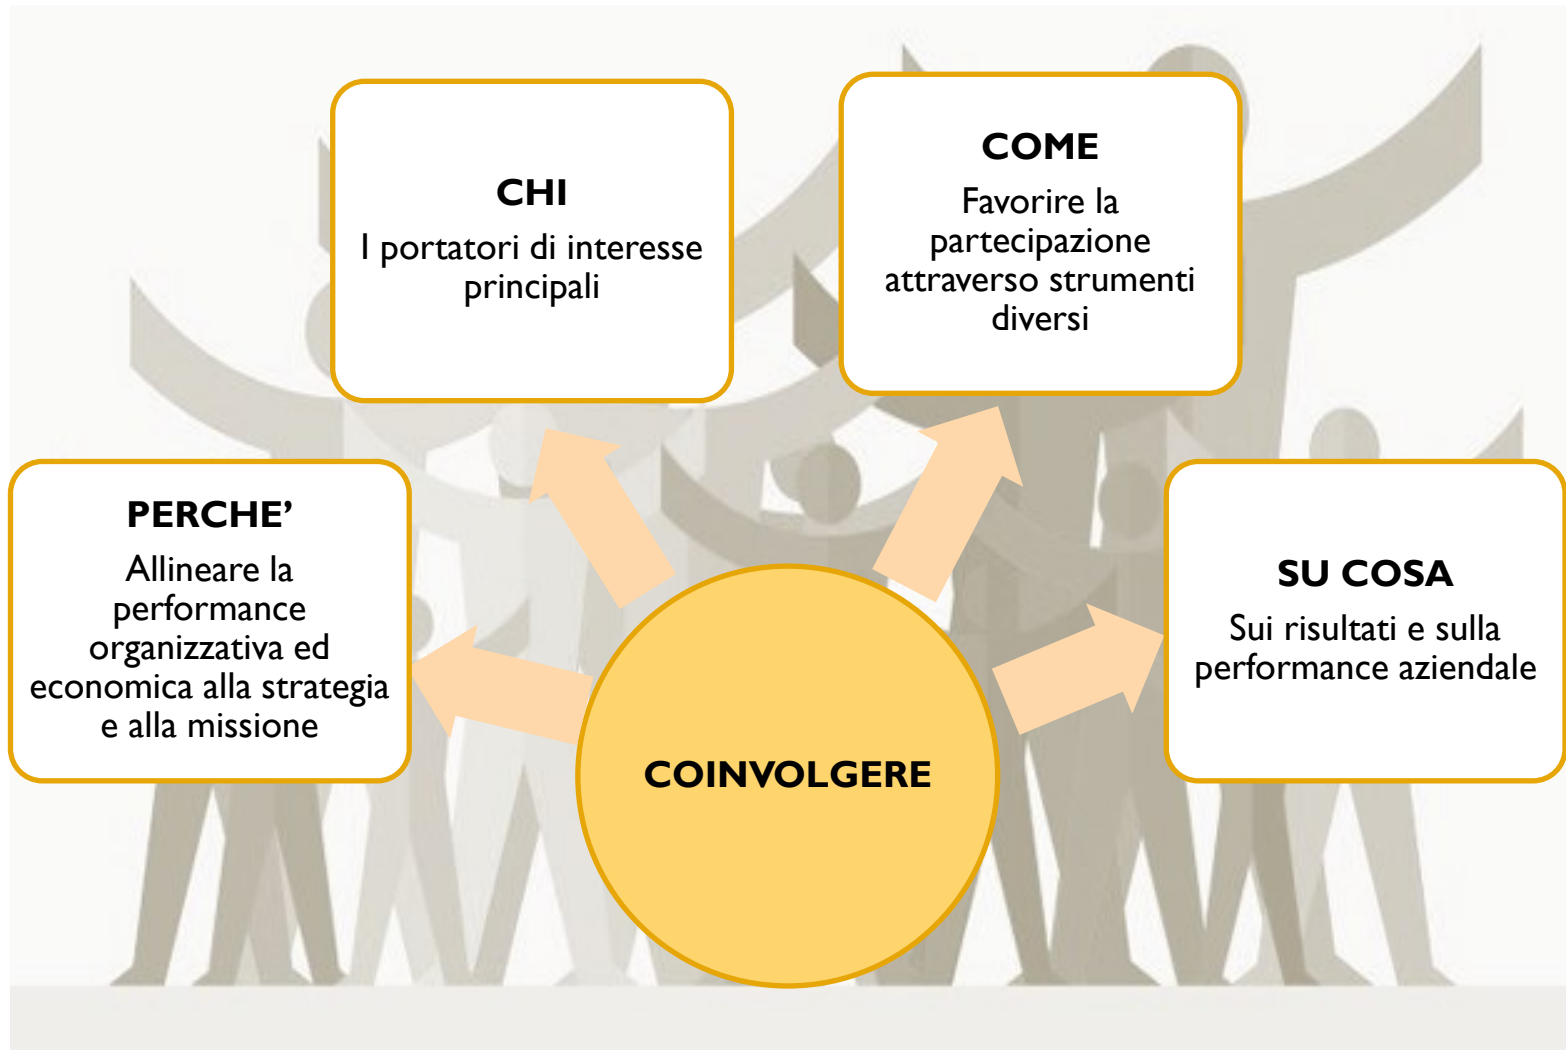 PERCHE’
Allineare la
performance
organizzativa ed
economica alla strategia
e alla missione
CHI
I portatori di interesse
principali
COME
Favorire la
partecipazione
attraverso strumenti
diversi
SU COSA
Sui risultati e sulla
performance aziendale
COINVOLGERE